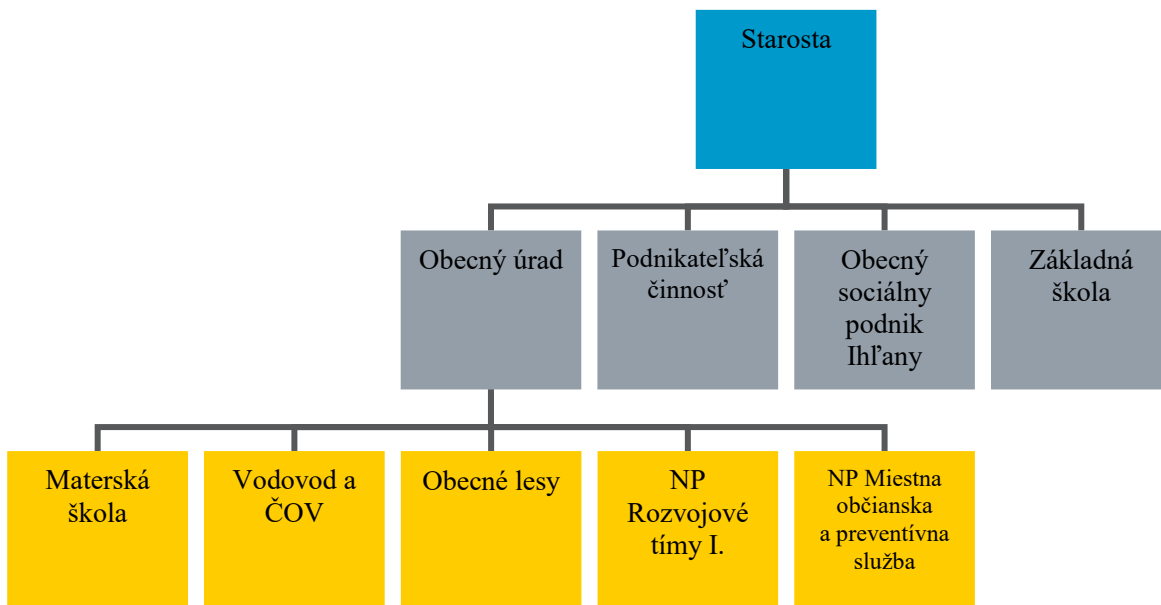 Starosta
Obecný úrad
Podnikateľská
činnosť
Obecný
sociálny
podnik
Ihľany
Základná
škola
Materská
škola
Vodovod a
ČOV
Obecné lesy
NP
Rozvojové
tímy I.
NP Miestna
občianska
a preventívna
služba